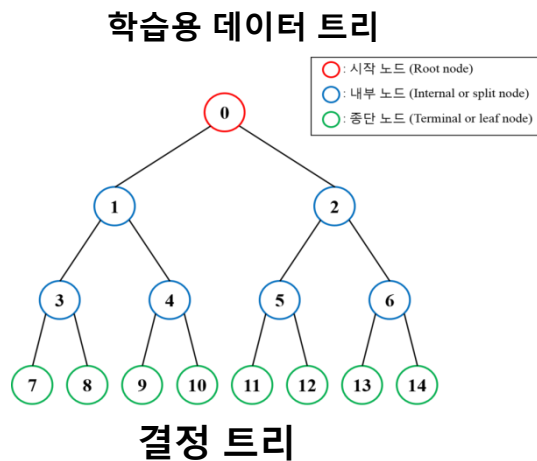 학습용 데이터 트리
: 시작 노드 (Root node)
: 내부 노드 (Internal or split node)
: 종단 노드 (Terminal or leaf node)
0
1 2
3 4 5 6
7 8 9 10 11 12 13 14
결정 트리